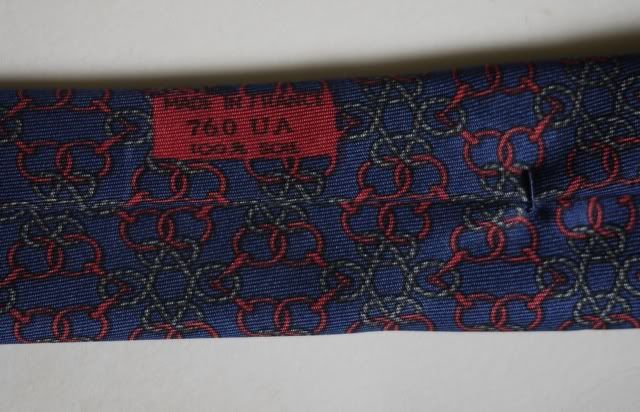 MADE IN FRANCE
760 UA
100% SOIE